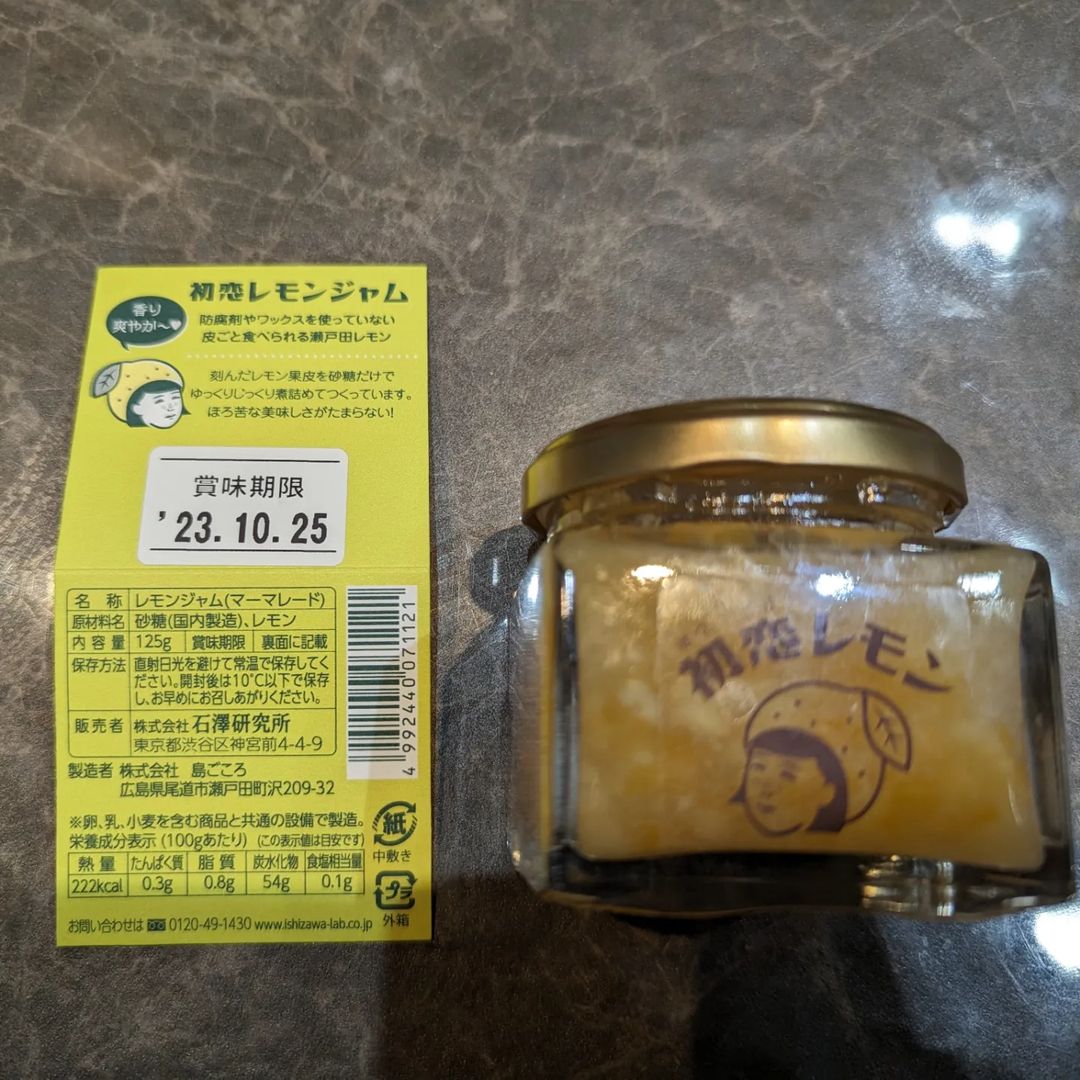 初恋レモンジャム
香り
爽やか〜♥
防腐剤やワックスを使っていない
皮ごと食べられる瀬戸田レモン
刻んだレモン果皮を砂糖だけで
ゆっくりじっくり煮詰めてつくっています。
ほろ苦な美味しさがたまらない!
賞味期限
'23.10.25
名称 レモンジャム(マーマレード)
原材料名 砂糖(国内製造)、レモン
内容量 125g 賞味期限 裏面に記載
保存方法 直射日光を避けて常温で保存してく
ださい。開封後は10℃以下で保存
し、お早めにお召しあがりください。
販売者 株式会社 石澤研究所
東京都渋谷区神宮前4-4-9
製造者 株式会社 島ごころ
広島県尾道市瀬戸田町沢209-32
※卵、乳、小麦を含む商品と共通の設備で製造。
栄養成分表示(100gあたり)(この表示値は目安です)
熱量 たんぱく質 脂質 炭水化物 食塩相当量
222kcal 0.3g 0.8g 54g 0.1g
お問い合わせは 0120-49-1430 www.ishizawa-lab.co.jp
4992440071121
紙
中敷き
プラ
外箱
初恋レモン